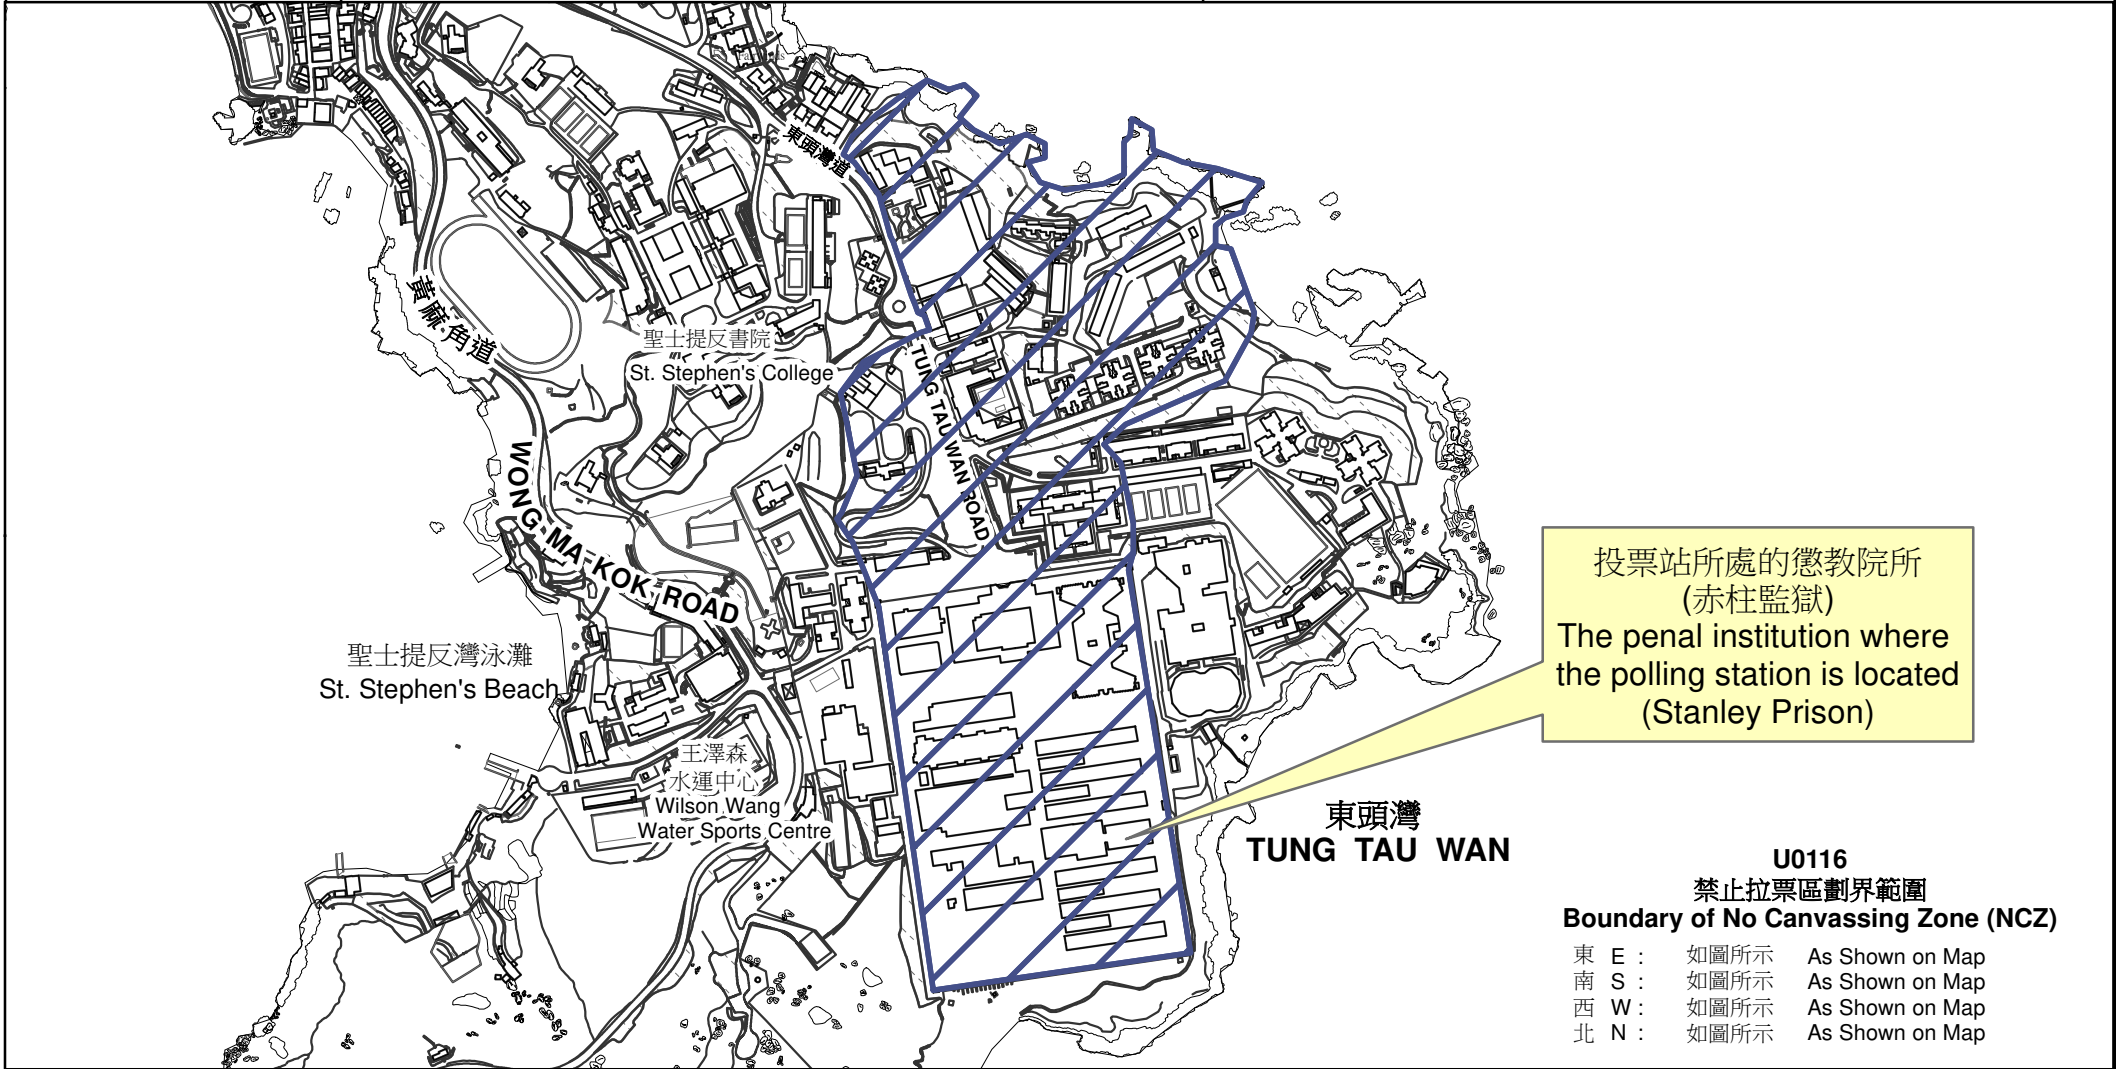 東頭灣道
黃麻角道
聖士提反書院
St. Stephen's College
TUNG TAU WAN ROAD
WONG MA KOK ROAD
投票站所處的懲教院所
(赤柱監獄)
The penal institution where
the polling station is located
(Stanley Prison)
聖士提反灣泳灘
St. Stephen's Beach
王澤森
水運中心
Wilson Wang
Water Sports Centre
東頭灣
TUNG TAU WAN
U0116
禁止拉票區劃界範圍
Boundary of No Canvassing Zone (NCZ)
東 E : 如圖所示 As Shown on Map
南 S : 如圖所示 As Shown on Map
西 W : 如圖所示 As Shown on Map
北 N : 如圖所示 As Shown on Map